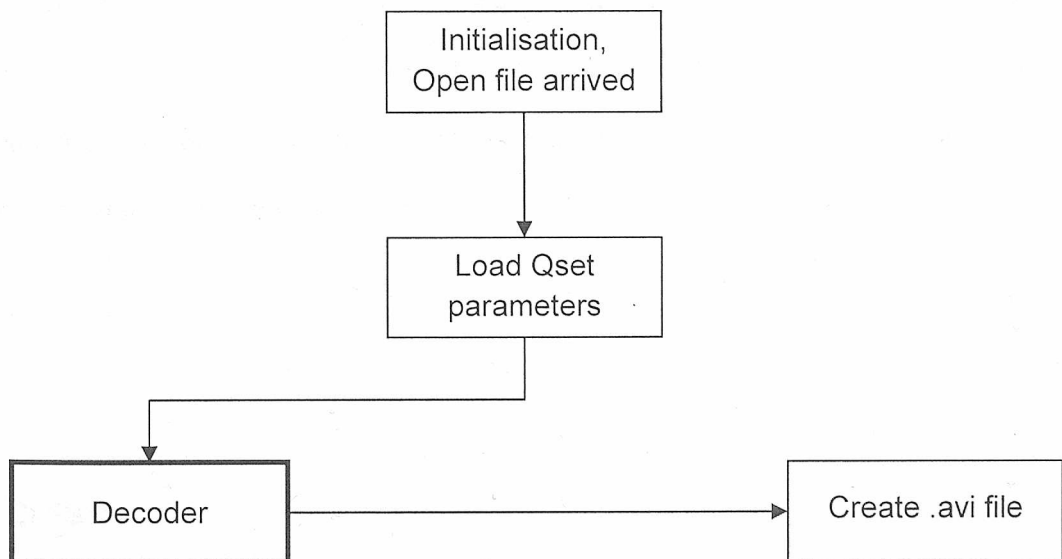 Initialisation,
Open file arrived
Load Qset
parameters
Decoder
Create .avi file